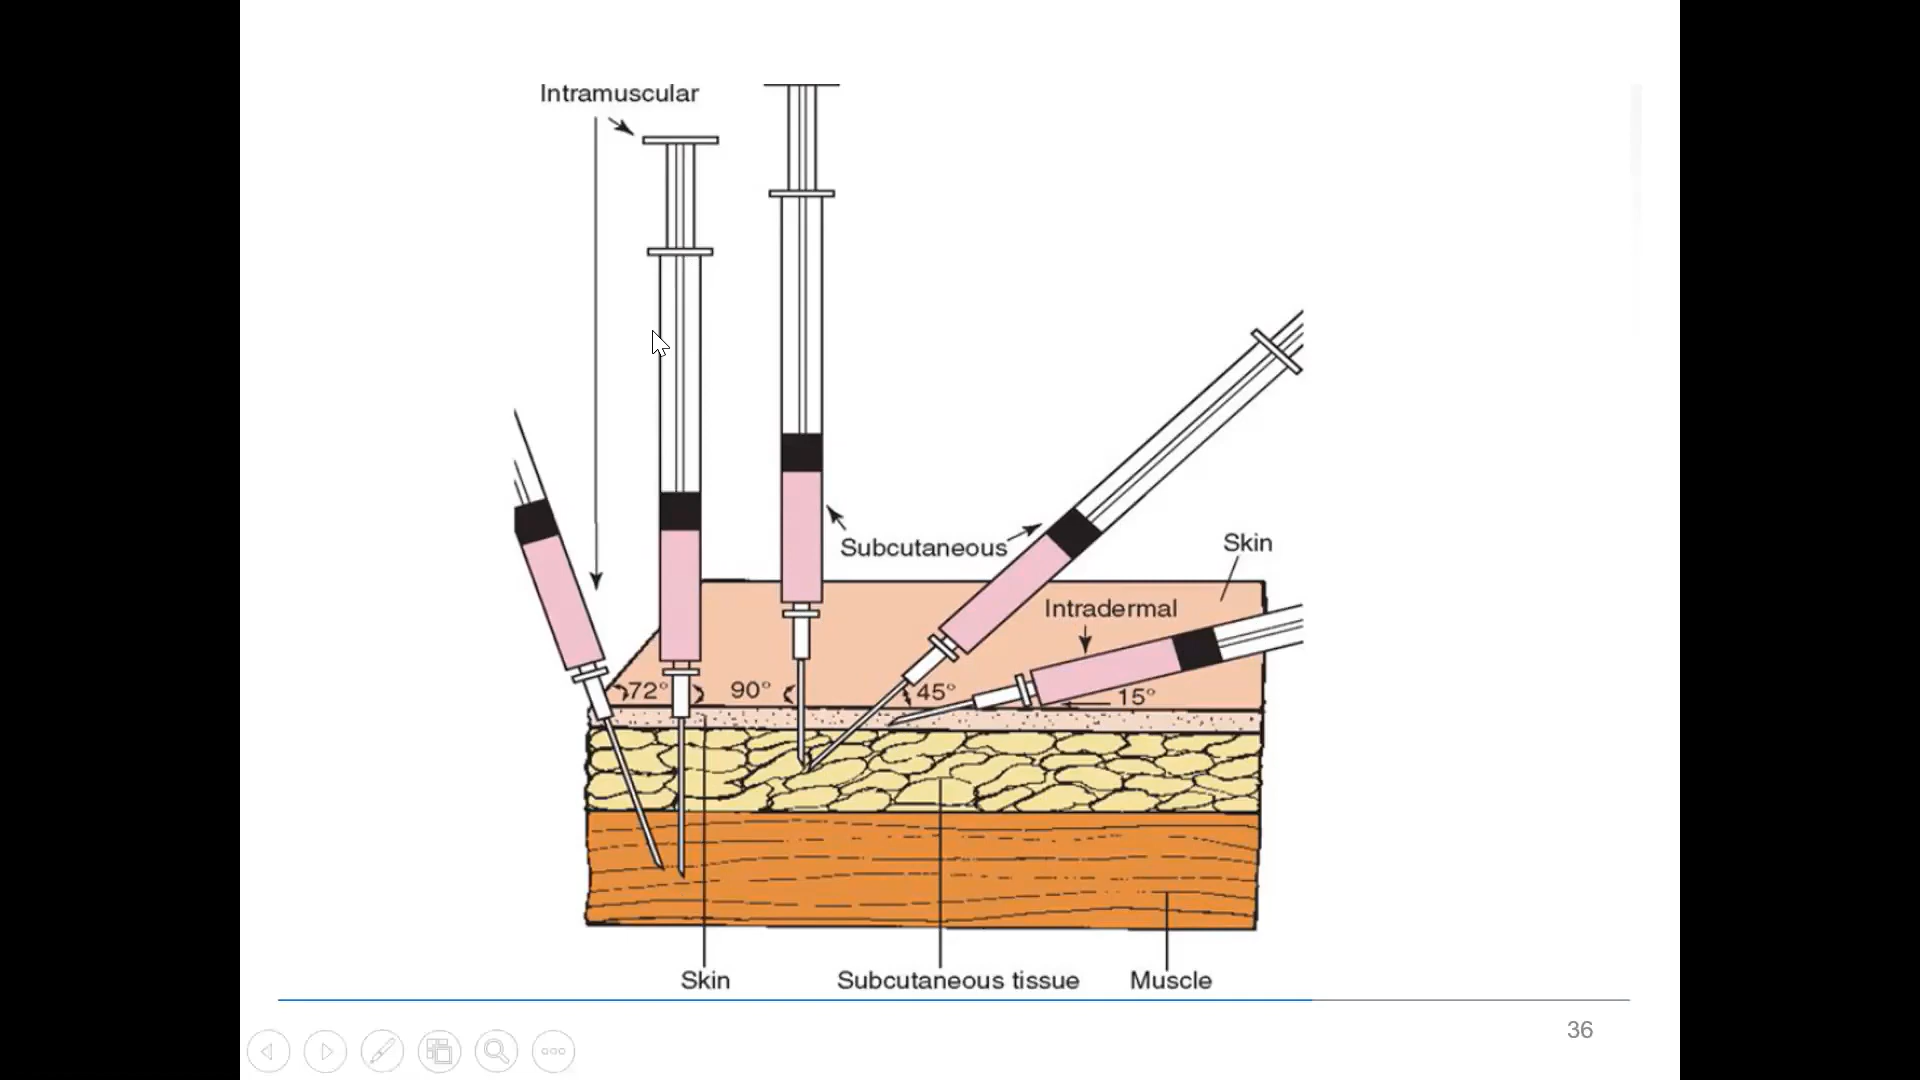 Intramuscular
Subcutaneous
Skin
Intradermal
72°
90°
45°
15°
Skin
Subcutaneous tissue
Muscle
36